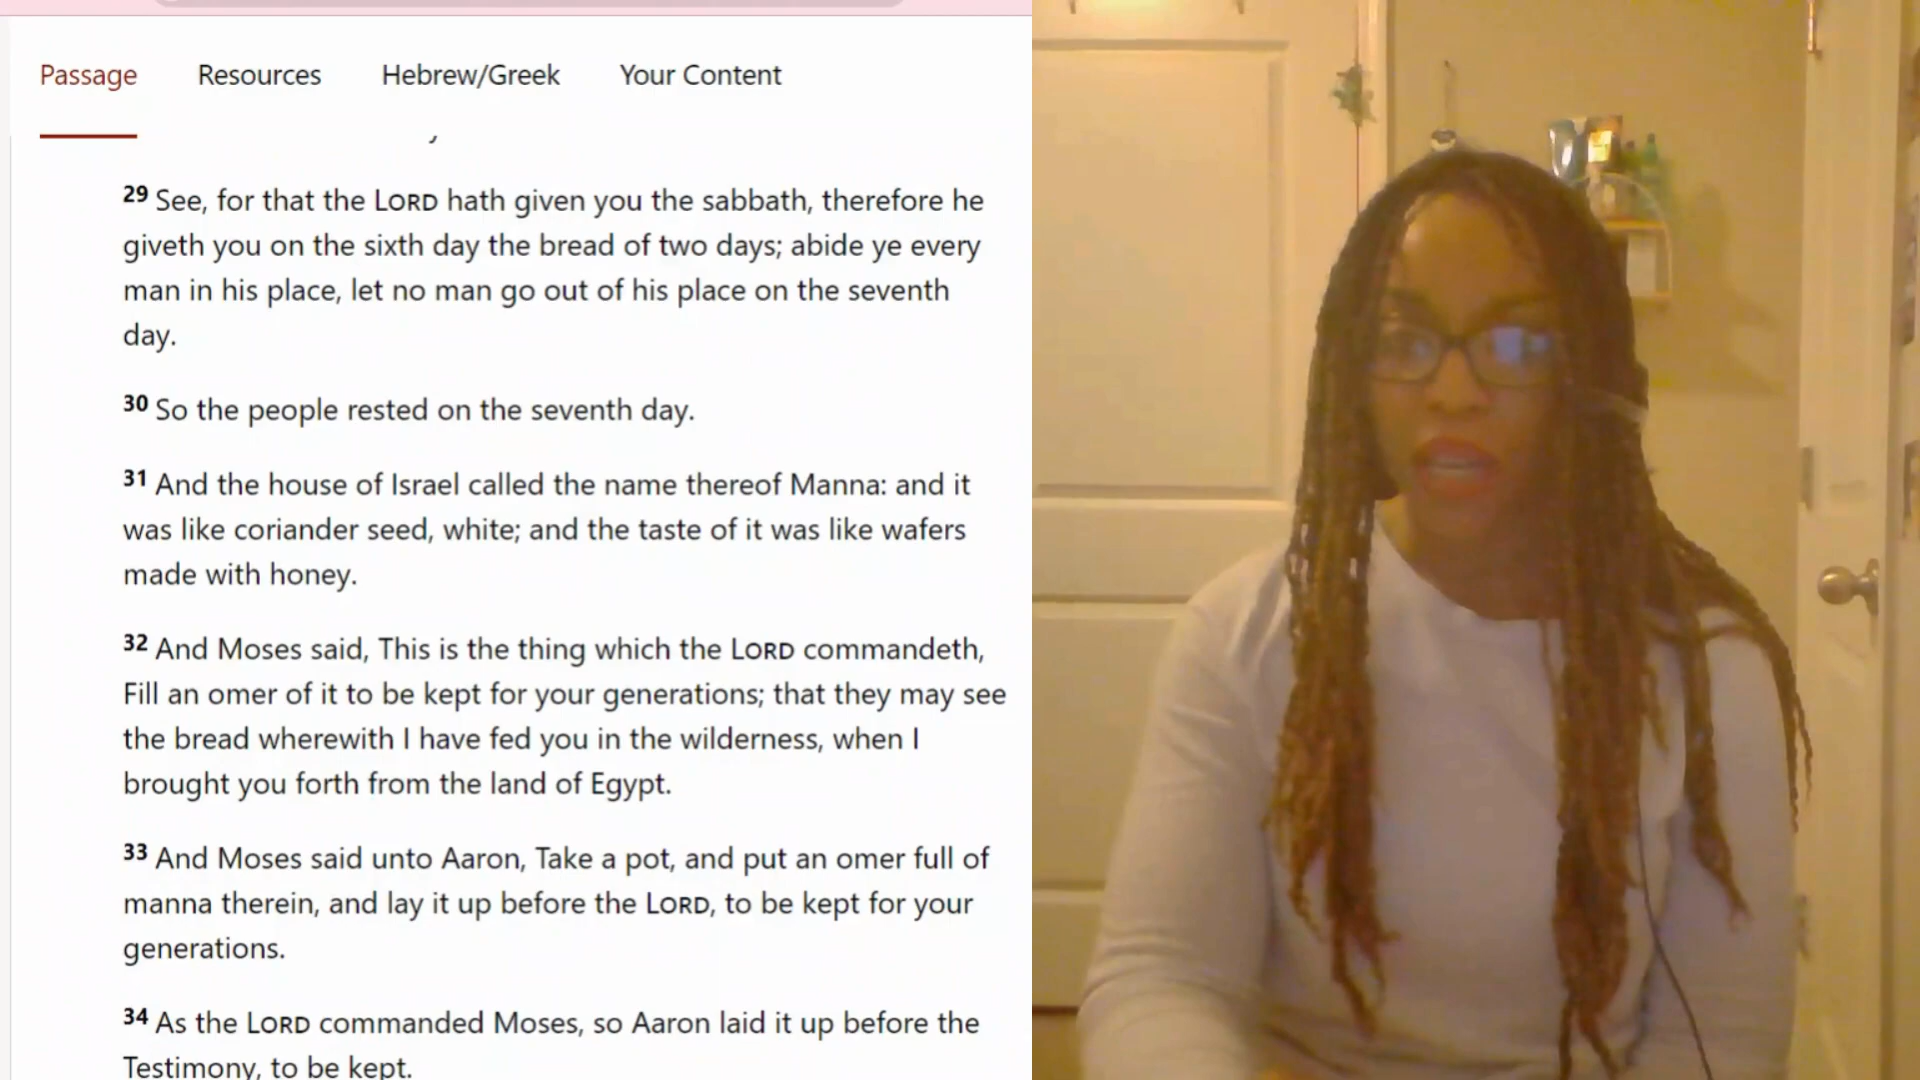 Passage Resources Hebrew/Greek Your Content
29 See, for that the LORD hath given you the sabbath, therefore he
giveth you on the sixth day the bread of two days; abide ye every
man in his place, let no man go out of his place on the seventh
day.
30 So the people rested on the seventh day.
31 And the house of Israel called the name thereof Manna: and it
was like coriander seed, white; and the taste of it was like wafers
made with honey.
32 And Moses said, This is the thing which the LORD commandeth,
Fill an omer of it to be kept for your generations; that they may see
the bread wherewith I have fed you in the wilderness, when I
brought you forth from the land of Egypt.
33 And Moses said unto Aaron, Take a pot, and put an omer full of
manna therein, and lay it up before the LORD, to be kept for your
generations.
34 As the LORD commanded Moses, so Aaron laid it up before the
Testimony, to be kept.